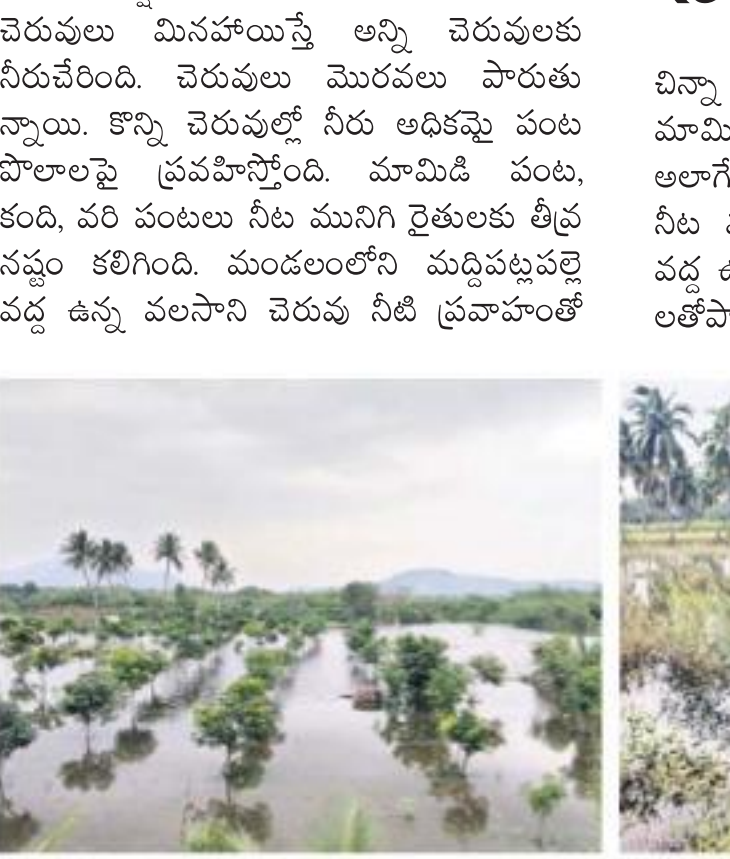 చెరువులు మినహాయిస్తే అన్ని చెరువులకు
నీరుచేరింది. చెరువులు మొరవలు పారుతు
న్నాయి. కొన్ని చెరువుల్లో నీరు అధికమై పంట
పొలాలపై ప్రవహిస్తోంది. మామిడి పంట,
కంది, వరి పంటలు నీట మునిగి రైతులకు తీవ్ర
నష్టం కలిగింది. మండలంలోని మద్దిపట్లపల్లె
వద్ద ఉన్న వలసాని చెరువు నీటి ప్రవాహంతో
చిన్నా
మామి
అలాగే
నీట
వద్ద ఉ
లతోపా